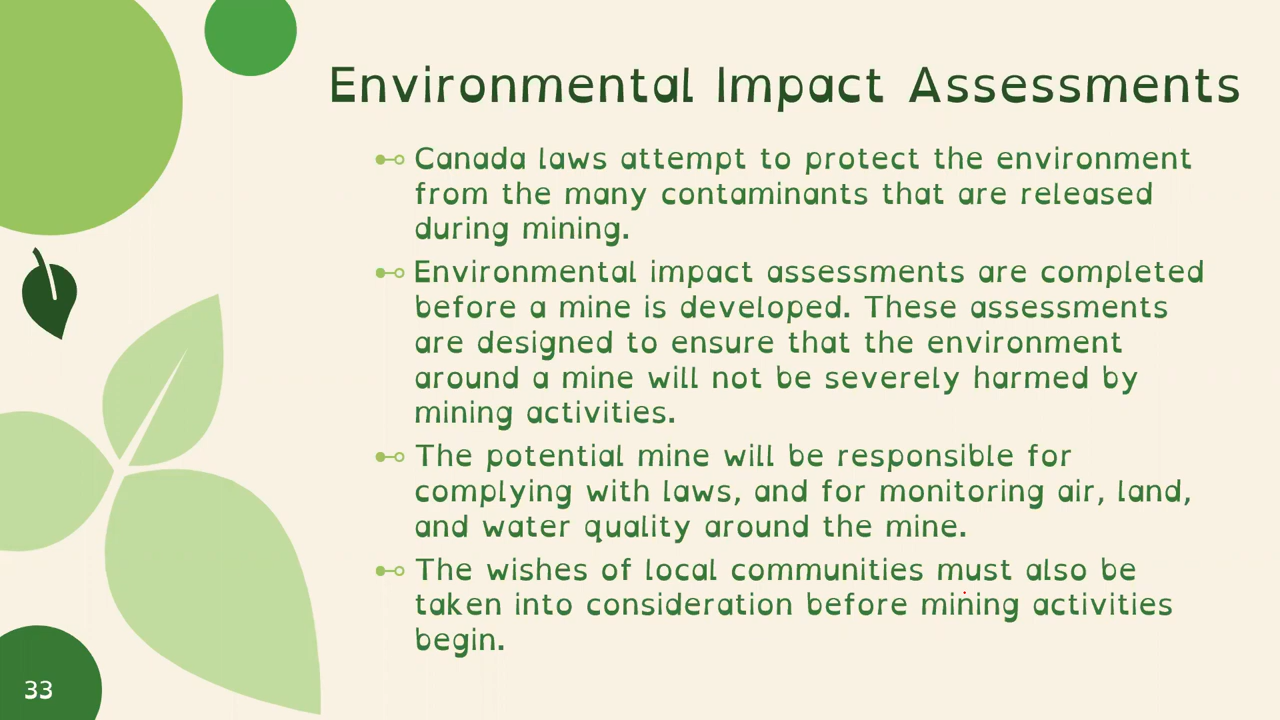 Environmental Impact Assessments
Canada laws attempt to protect the environment
from the many contaminants that are released
during mining.
Environmental impact assessments are completed
before a mine is developed. These assessments
are designed to ensure that the environment
around a mine will not be severely harmed by
mining activities.
The potential mine will be responsible for
complying with laws, and for monitoring air, land,
and water quality around the mine.
The wishes of local communities must also be
taken into consideration before mining activities
begin.
33